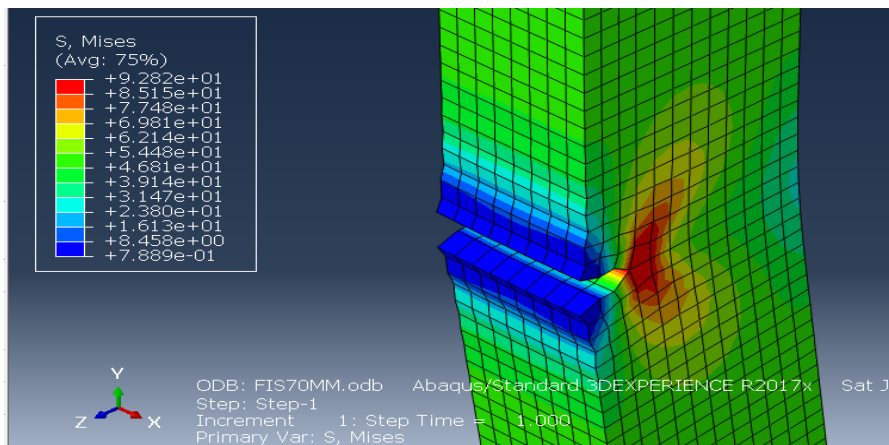 S, Mises
(Avg: 75%)
+9.282e+01
+8.515e+01
+7.748e+01
+6.981e+01
+6.214e+01
+5.448e+01
+4.681e+01
+3.914e+01
+3.147e+01
+2.380e+01
+1.613e+01
+8.458e+00
+7.889e-01
Y
Z X
ODB: FIS70MM.odb Abaqus/Standard 3DEXPERIENCE R2017x Sat J
Step: Step-1
Increment 1: Step Time = 1.000
Primary Var: S, Mises